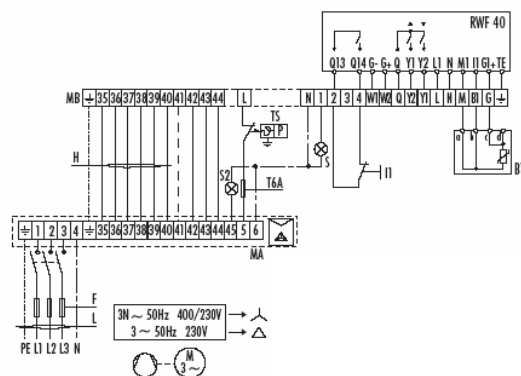 RWF 40
Q13 Q14 G- G+ Q Y1 Y2 L1 N M1 I1 G1+ TE
MB 35 36 37 38 39 40 41 42 43 44 L N 1 2 3 4 W1 W2 Q Y2 Y1 L N M B1 G
TS
P
H
S2
S
I1
T6A
1 2 3 4 35 36 37 38 39 40 41 42 43 44 45 5 6
MA
F
L
3N ~ 50Hz 400/230V
3 ~ 50Hz 230V
PE L1 L2 L3 N
M
3 ~